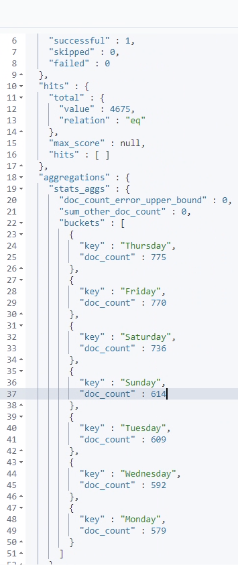 6 "successful" : 1,
7 "skipped" : 0,
8 "failed" : 0
9 },
10 "hits" : {
11 "total" : {
12 "value" : 4675,
13 "relation" : "eq"
14 },
15 "max_score" : null,
16 "hits" : [ ]
17 },
18 "aggregations" : {
19 "stats_aggs" : {
20 "doc_count_error_upper_bound" : 0,
21 "sum_other_doc_count" : 0,
22 "buckets" : [
23 {
24 "key" : "Thursday",
25 "doc_count" : 775
26 },
27 {
28 "key" : "Friday",
29 "doc_count" : 770
30 },
31 {
32 "key" : "Saturday",
33 "doc_count" : 736
34 },
35 {
36 "key" : "Sunday",
37 "doc_count" : 614
38 },
39 {
40 "key" : "Tuesday",
41 "doc_count" : 609
42 },
43 {
44 "key" : "Wednesday",
45 "doc_count" : 592
46 },
47 {
48 "key" : "Monday",
49 "doc_count" : 579
50 }
51 ]